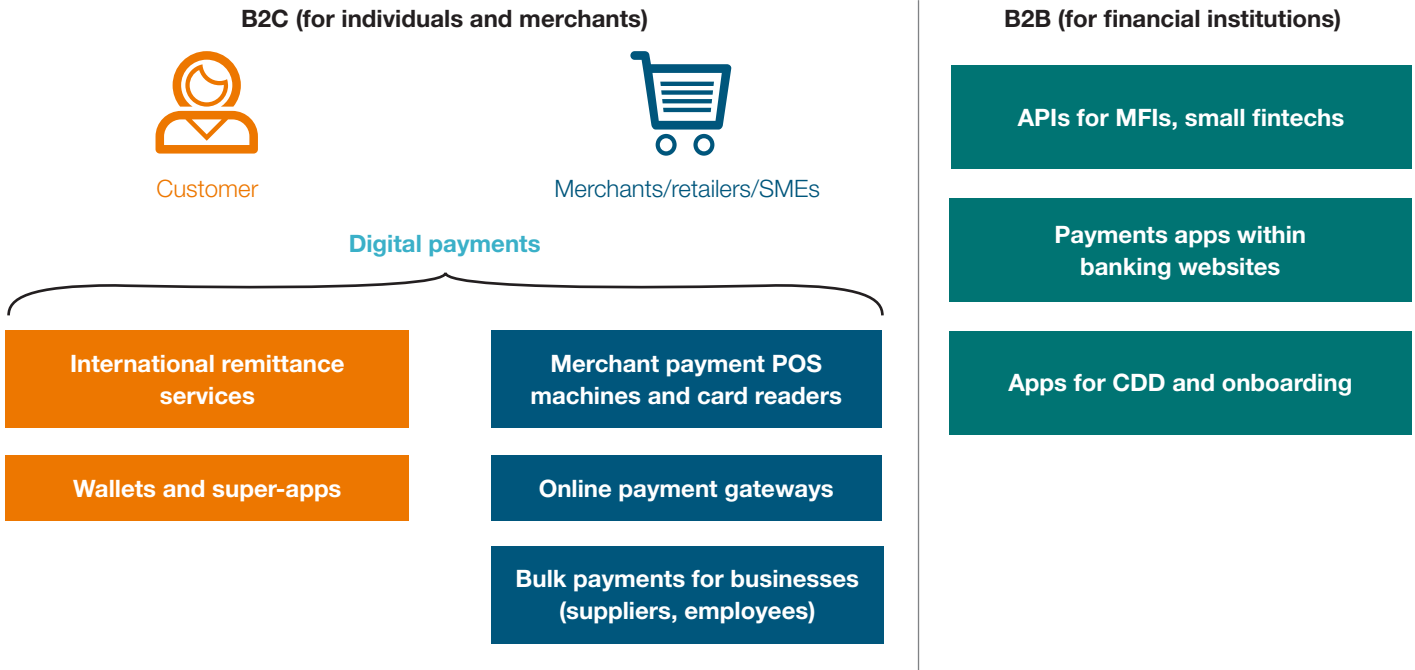 B2C (for individuals and merchants)
Customer
Merchants/retailers/SMEs
Digital payments
International remittance
services
Wallets and super-apps
Merchant payment POS
machines and card readers
Online payment gateways
Bulk payments for businesses
(suppliers, employees)
B2B (for financial institutions)
APIs for MFIs, small fintechs
Payments apps within
banking websites
Apps for CDD and onboarding